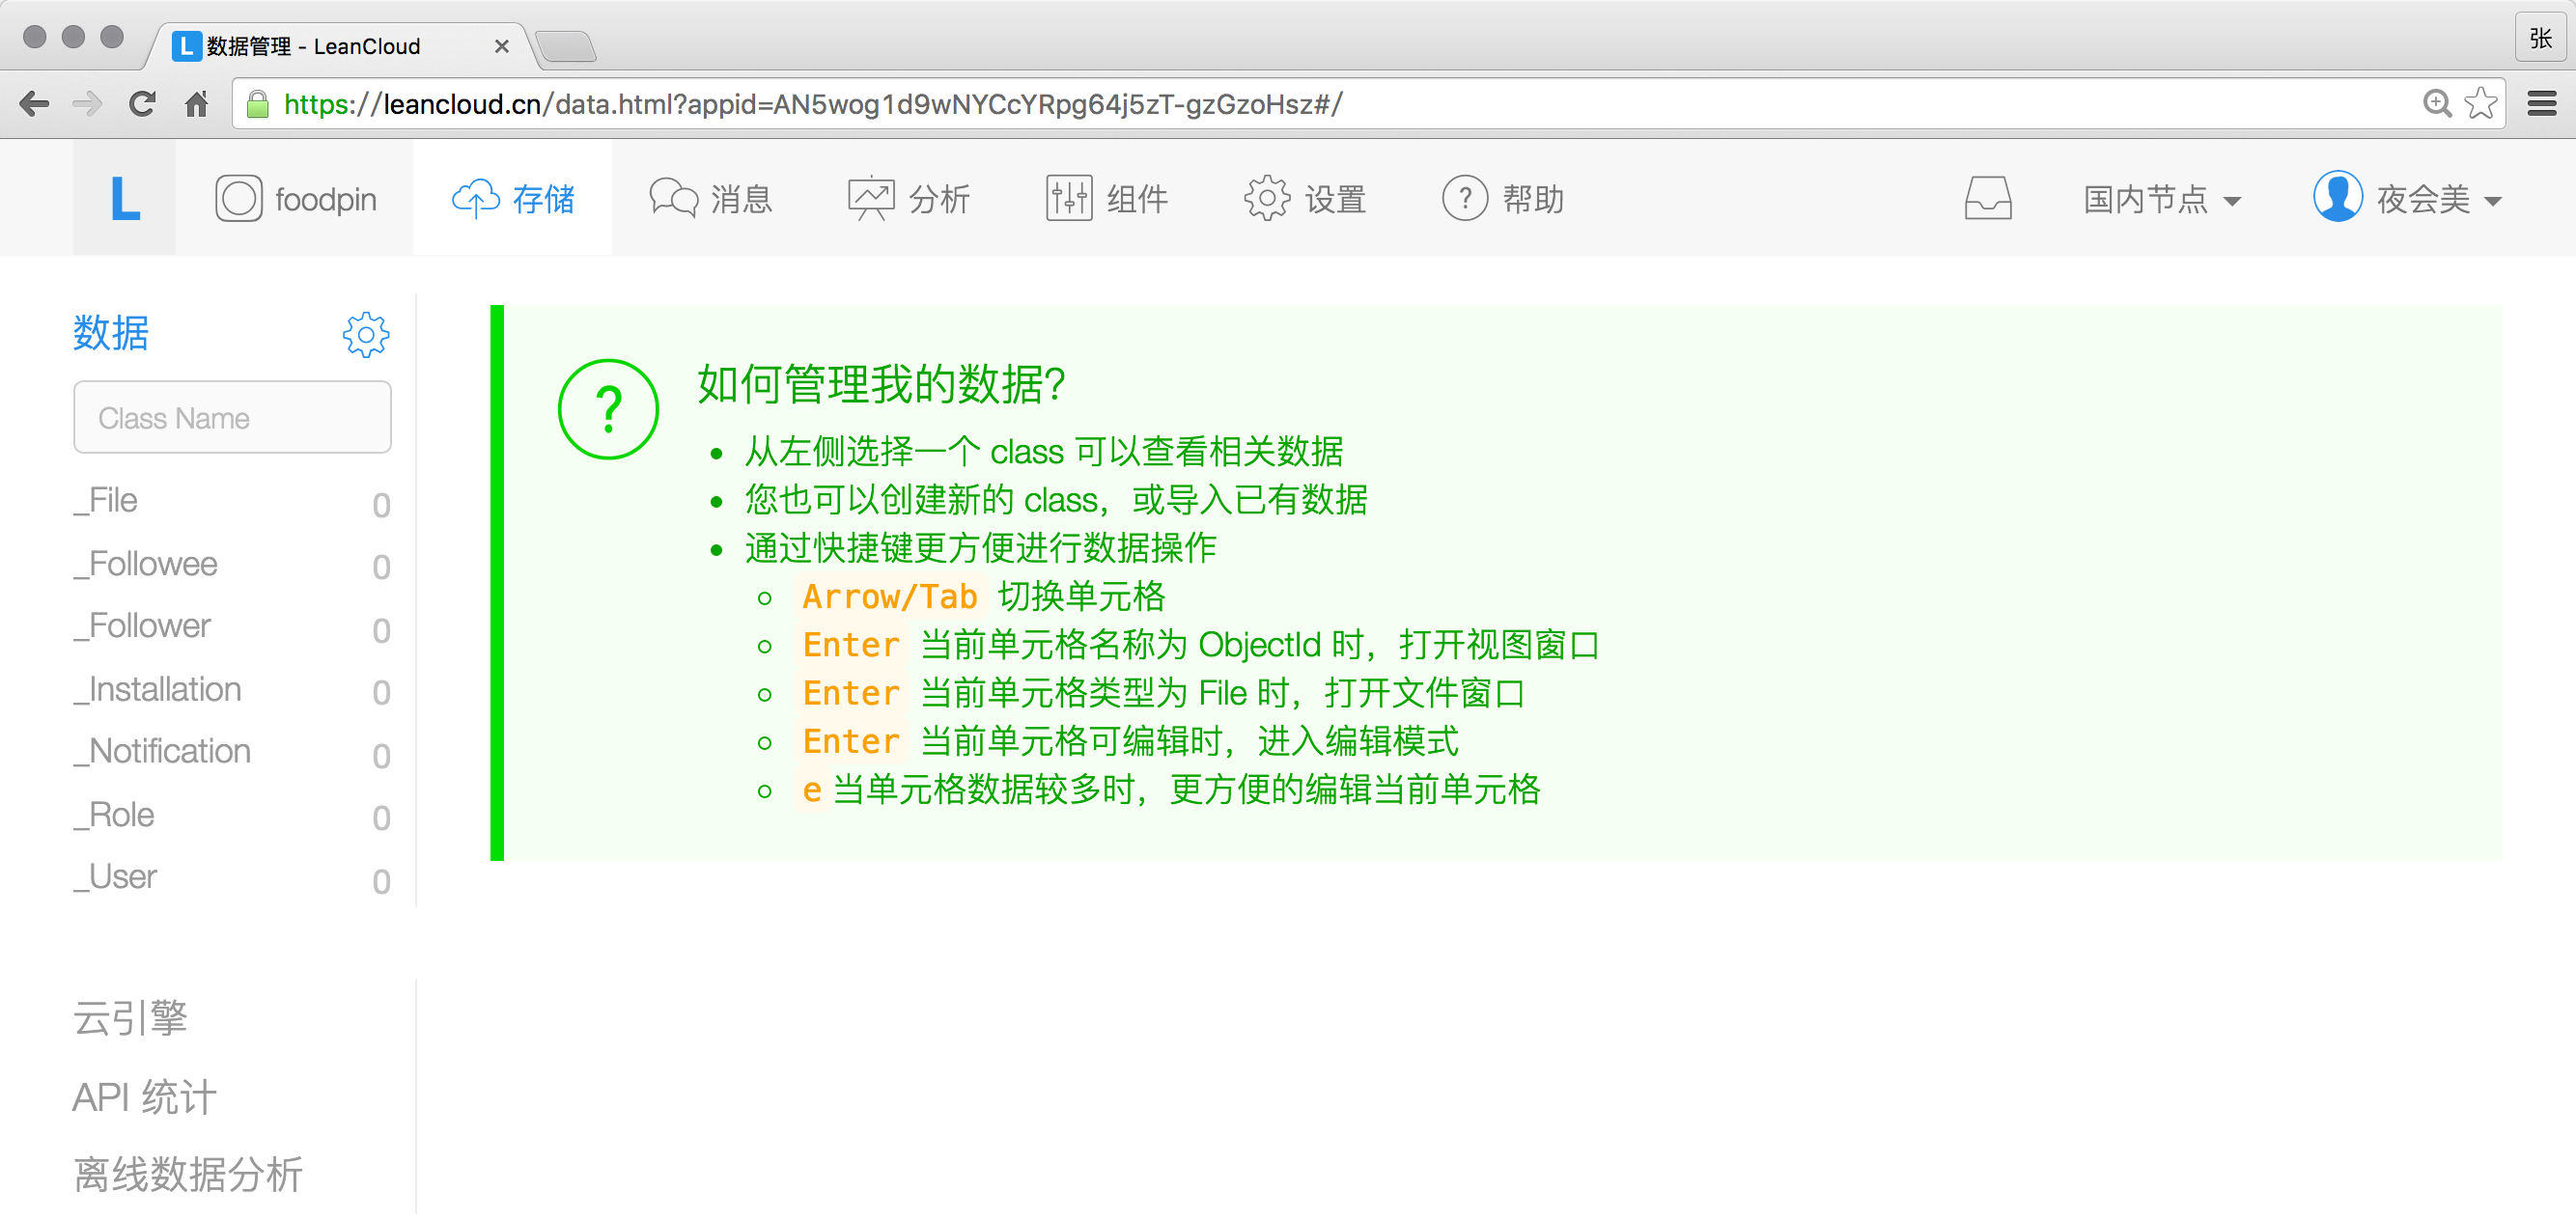 数据管理 - LeanCloud
张
https://leancloud.cn/data.html?appid=AN5wog1d9wNYCcYRpg64j5zT-gzGzoHsz#/
L foodpin 存储 消息 分析 组件 设置 ? 帮助 国内节点 夜会美
数据
Class Name
_File 0
_Followee 0
_Follower 0
_Installation 0
_Notification 0
_Role 0
_User 0
云引擎
API 统计
离线数据分析
? 如何管理我的数据?
从左侧选择一个 class 可以查看相关数据
您也可以创建新的 class，或导入已有数据
通过快捷键更方便进行数据操作
Arrow/Tab 切换单元格
Enter 当前单元格名称为 ObjectId 时，打开视图窗口
Enter 当前单元格类型为 File 时，打开文件窗口
Enter 当前单元格可编辑时，进入编辑模式
e 当单元格数据较多时，更方便的编辑当前单元格